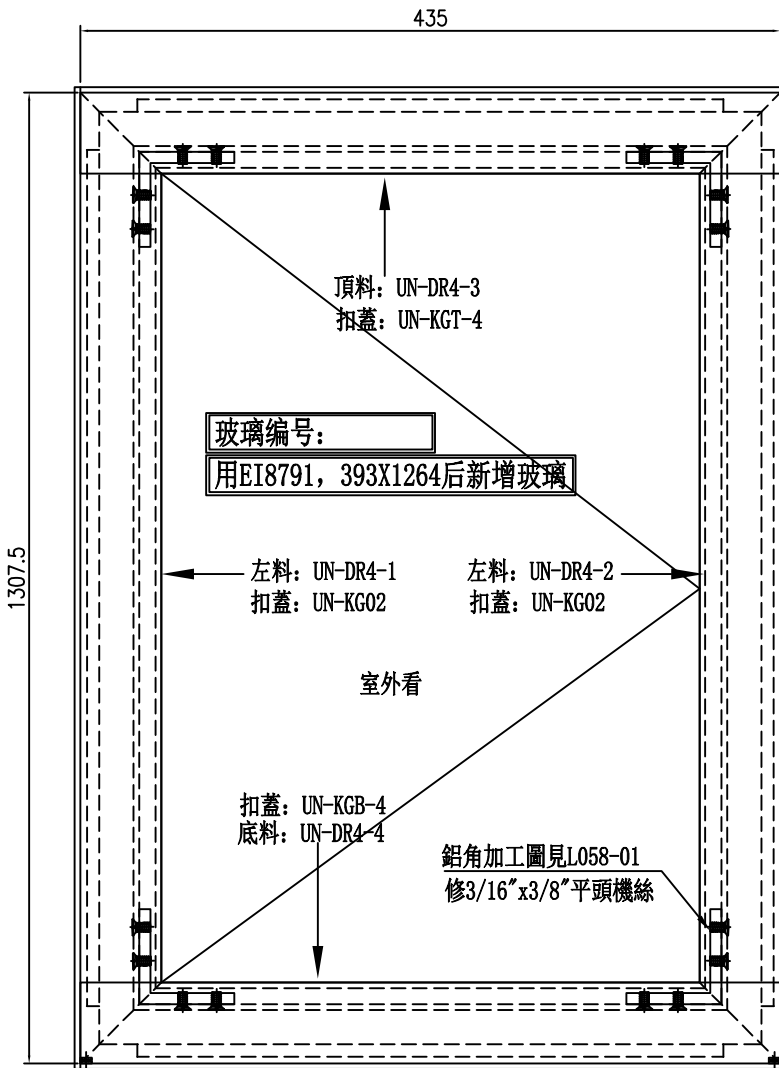 435
1307.5
頂料: UN-DR4-3
扣蓋: UN-KGT-4
玻璃编号:
用EI8791, 393X1264后新增玻璃
左料: UN-DR4-1
扣蓋: UN-KG02
左料: UN-DR4-2
扣蓋: UN-KG02
室外看
扣蓋: UN-KGB-4
底料: UN-DR4-4
鋁角加工圖見L058-01
修3/16"x3/8"平頭機絲